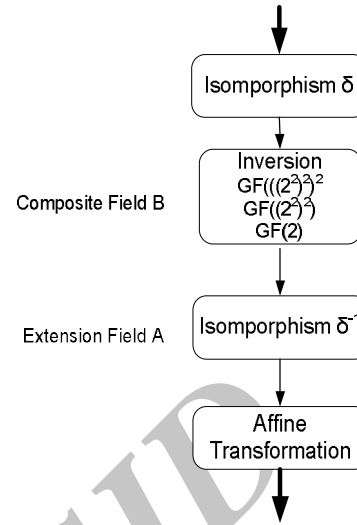 Isomporphism δ
Inversion
GF(((2²)²)²
GF((2²)²)
GF(2)
Composite Field B
Isomporphism δ⁻¹
Extension Field A
Affine
Transformation